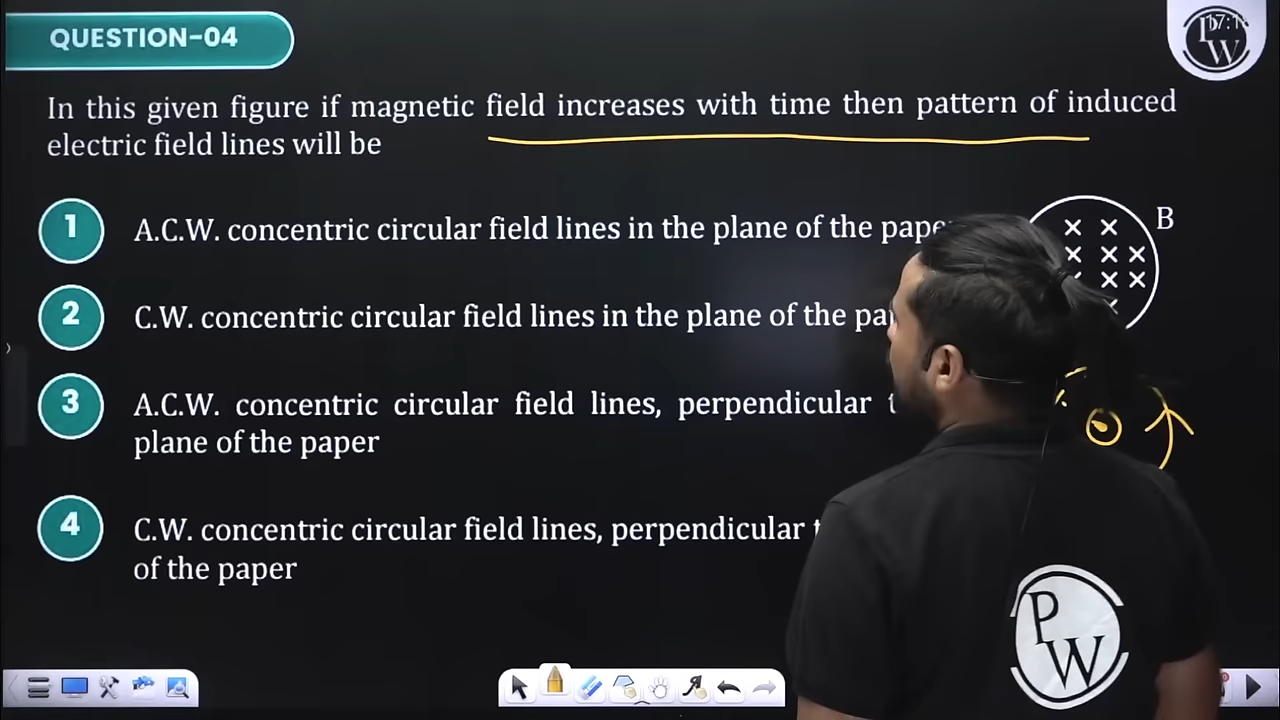 QUESTION-04
In this given figure if magnetic field increases with time then pattern of induced
electric field lines will be
1 A.C.W. concentric circular field lines in the plane of the
2 C.W. concentric circular field lines in the plane of the
3 A.C.W. concentric circular field lines, perpendicular
plane of the paper
4 C.W. concentric circular field lines, perpendicular
of the paper
B
PW
PW